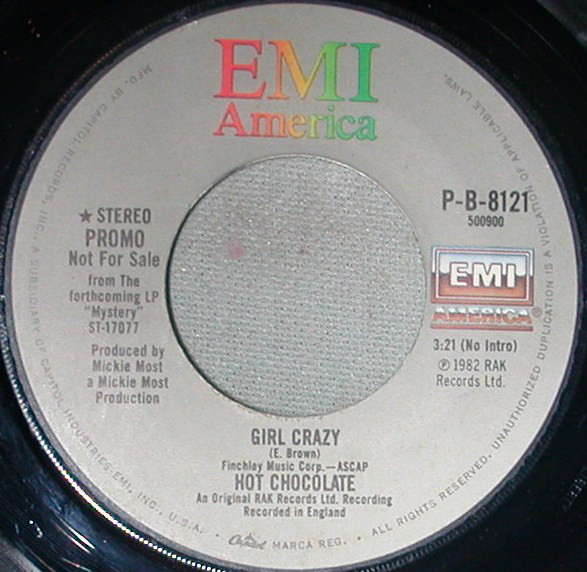 EMI
America
★ STEREO
PROMO
Not For Sale
from The
forthcoming LP
"Mystery"
ST-17077
Produced by
Mickie Most
a Mickie Most
Production
P-B-8121
500900
EMI
AMERICA®
3:21 (No Intro)
℗ 1982 RAK
Records Ltd.
GIRL CRAZY
(E. Brown)
Finchlay Music Corp.—ASCAP
HOT CHOCOLATE
An Original RAK Records Ltd. Recording
Recorded in England
MFD. BY CAPITOL RECORDS, INC. • A SUBSIDIARY OF CAPITOL INDUSTRIES-EMI, INC., U.S.A. • Capitol MARCA REG. • ALL RIGHTS RESERVED. UNAUTHORIZED DUPLICATION IS A VIOLATION OF APPLICABLE LAWS.